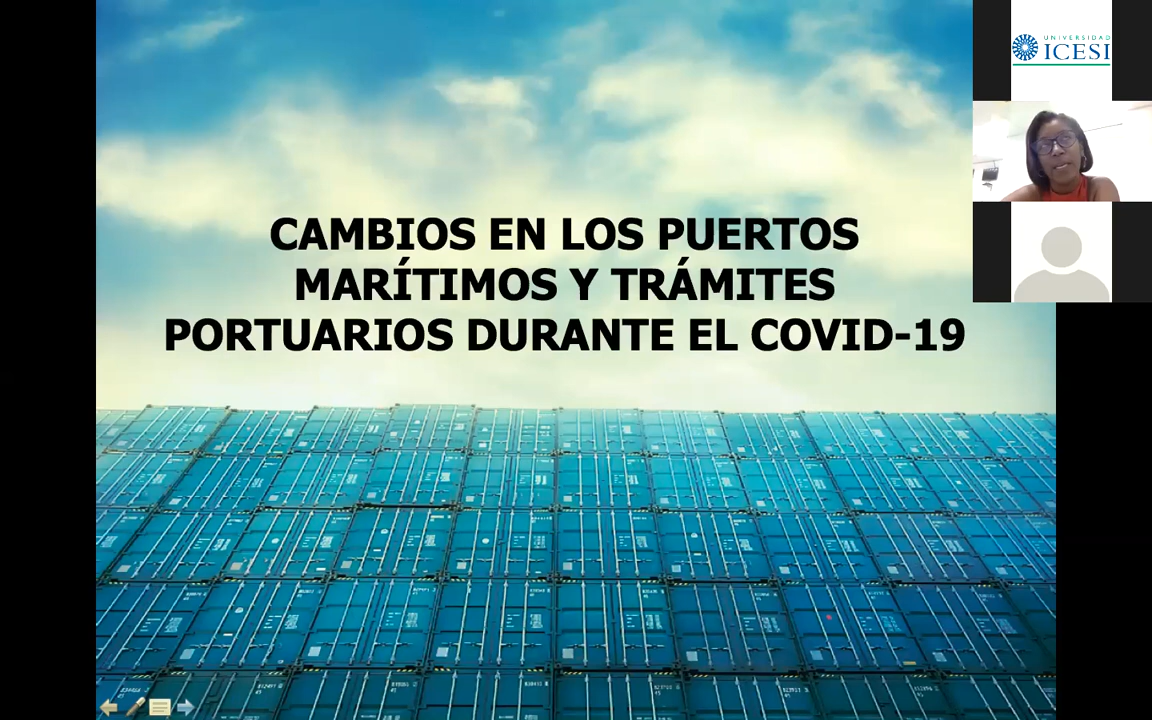 CAMBIOS EN LOS PUERTOS
MARÍTIMOS Y TRÁMITES
PORTUARIOS DURANTE EL COVID-19
UNIVERSIDAD
ICESI